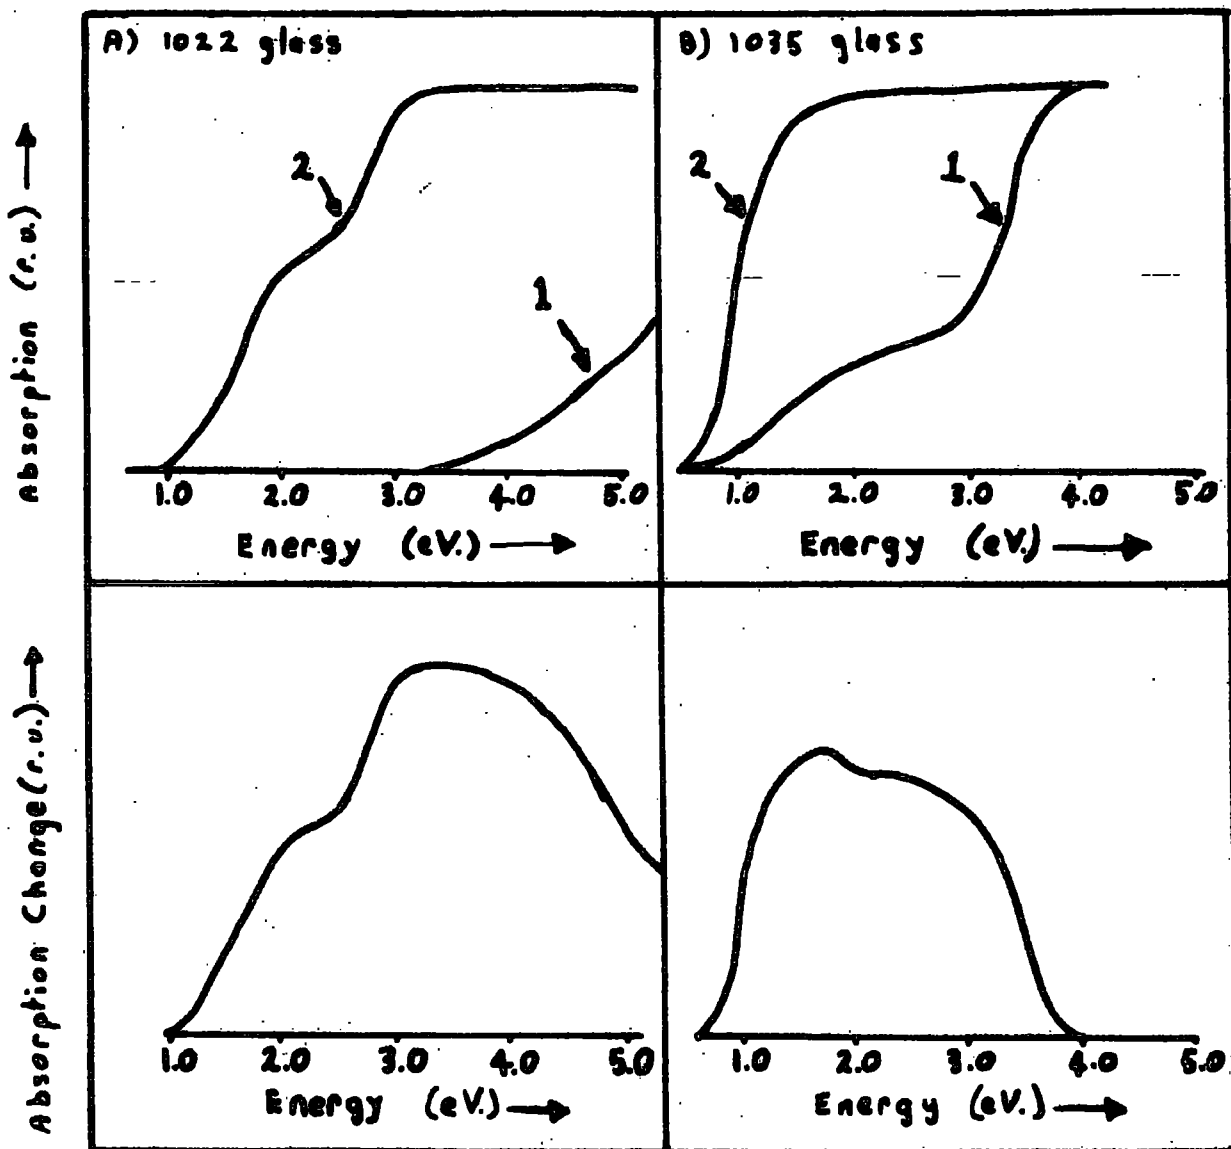 A) 1022 glass
Absorption (r.u.)
2
1
1.0 2.0 3.0 4.0 5.0
Energy (eV.)
B) 1035 glass
2
1
1.0 2.0 3.0 4.0 5.0
Energy (eV.)
Absorption Change (r.u.)
1.0 2.0 3.0 4.0 5.0
Energy (eV.)
1.0 2.0 3.0 4.0 5.0
Energy (eV.)